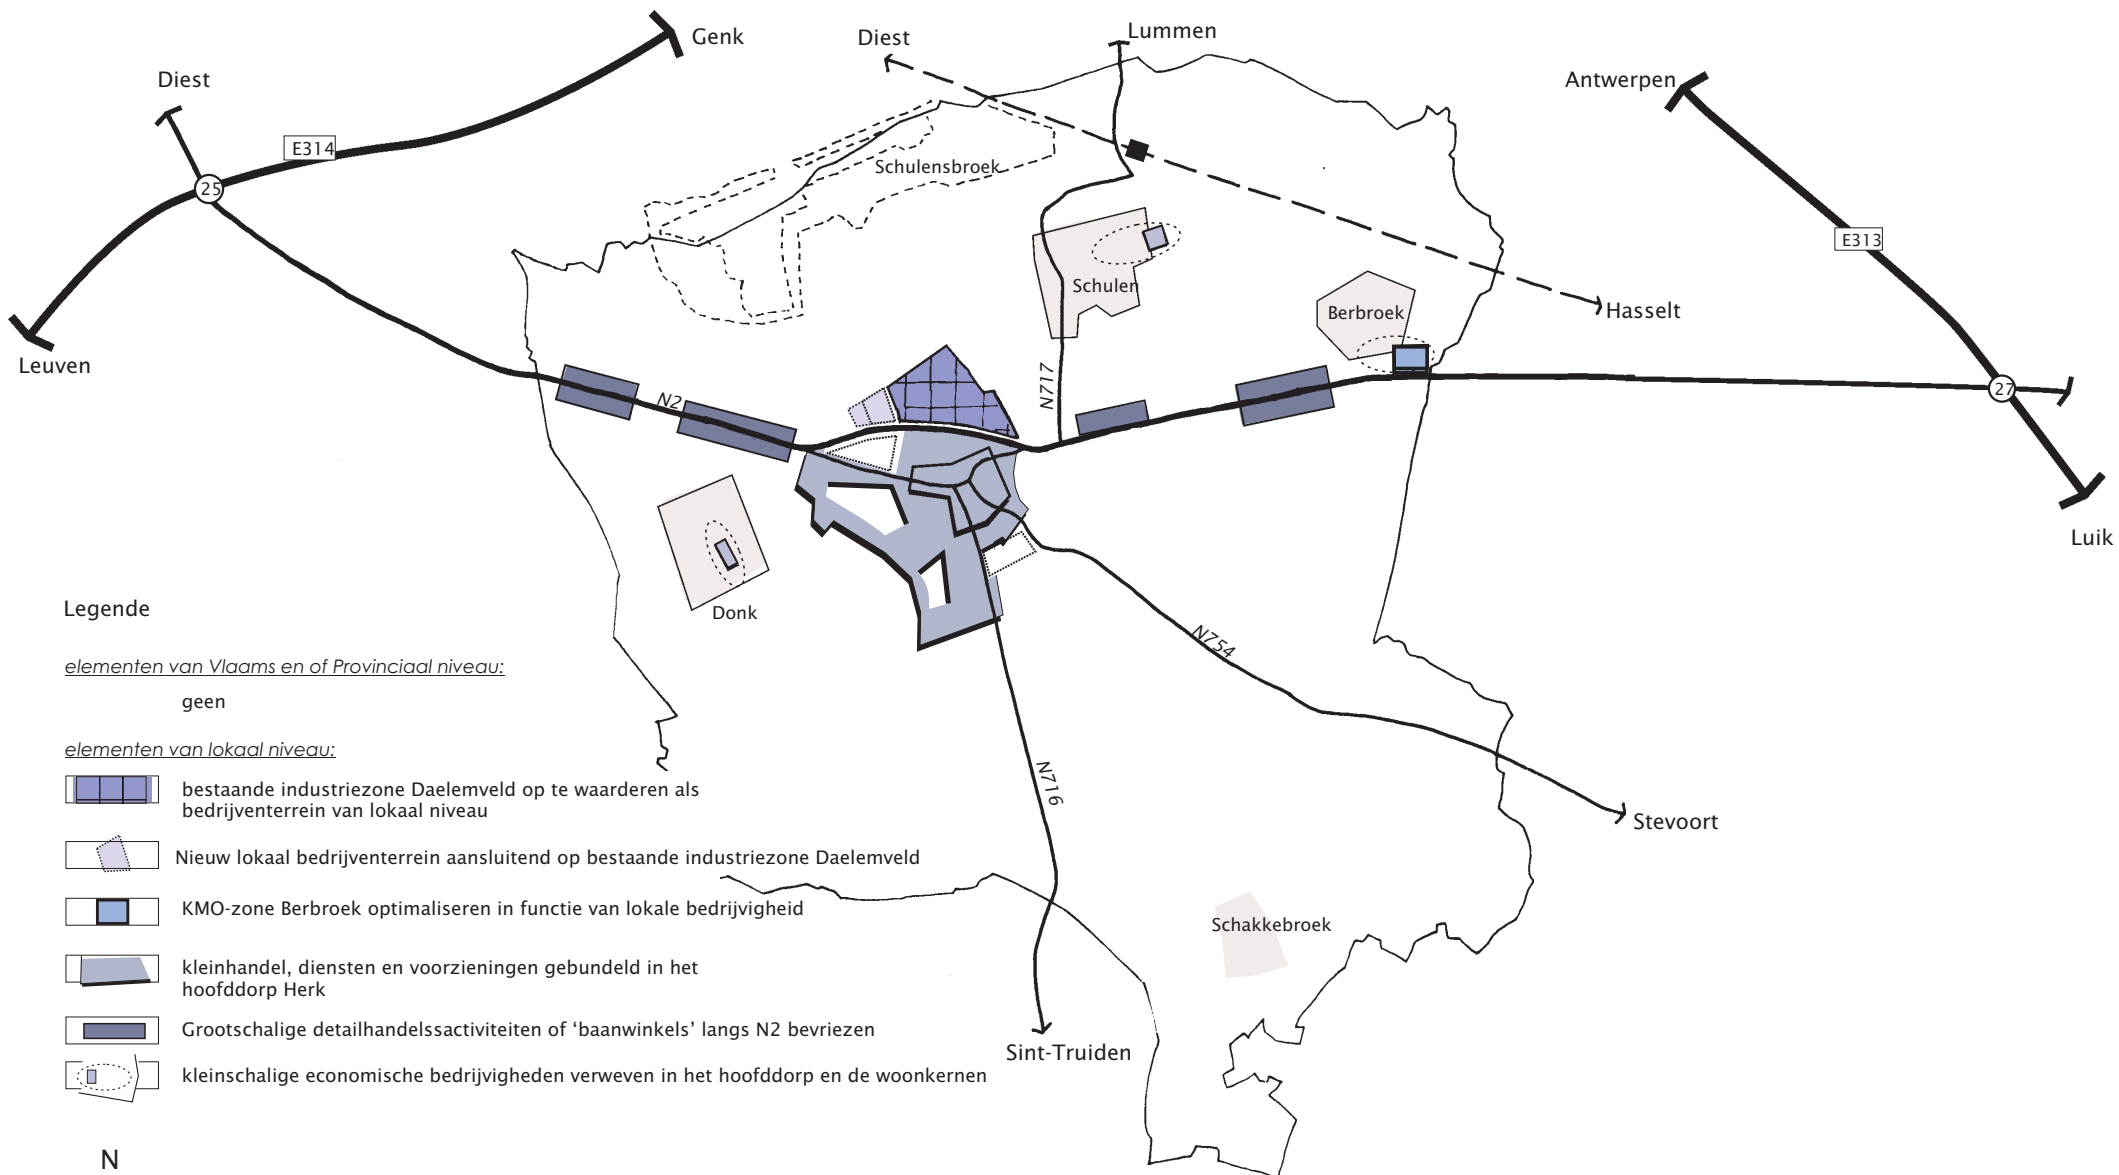 Genk
Diest
Lummen
Diest
Antwerpen
E314
Schulensbroek
25
E313
Schulen
Berbroek
Hasselt
Leuven
N717
N2
27
Luik
Donk
N754
N716
Stevoort
Schakkebroek
Sint-Truiden
Legende
elementen van Vlaams en of Provinciaal niveau:
geen
elementen van lokaal niveau:
bestaande industriezone Daelemveld op te waarderen als
bedrijventerrein van lokaal niveau
Nieuw lokaal bedrijventerrein aansluitend op bestaande industriezone Daelemveld
KMO-zone Berbroek optimaliseren in functie van lokale bedrijvigheid
kleinhandel, diensten en voorzieningen gebundeld in het
hoofddorp Herk
Grootschalige detailhandelssactiviteiten of ‘baanwinkels’ langs N2 bevriezen
kleinschalige economische bedrijvigheden verweven in het hoofddorp en de woonkernen
N